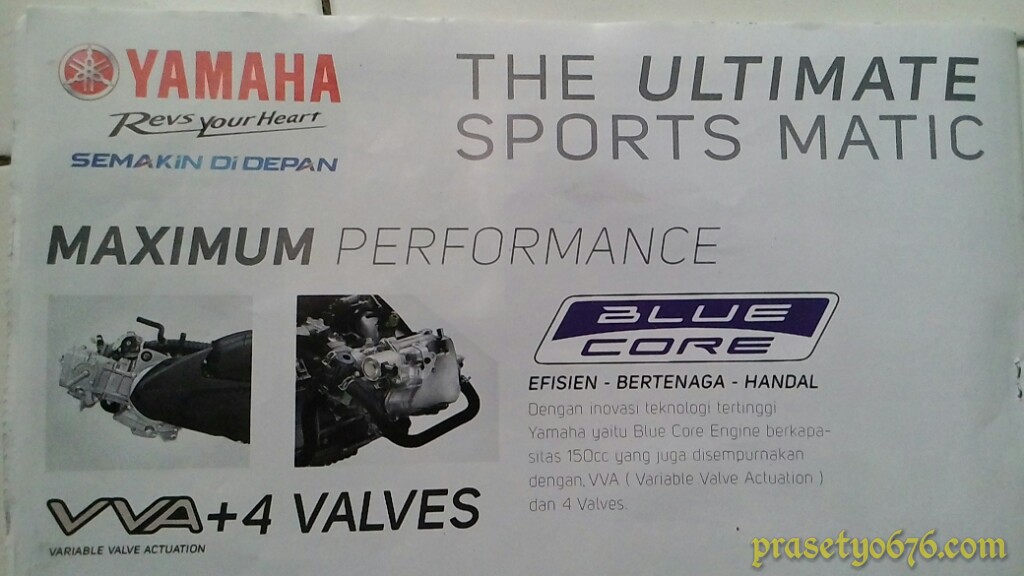 YAMAHA
Revs Your Heart
SEMAKIN Di DEPAN
THE ULTIMATE
SPORTS MATIC
MAXIMUM PERFORMANCE
BLUE
CORE
EFISIEN - BERTENAGA - HANDAL
Dengan inovasi teknologi tertinggi
Yamaha yaitu Blue Core Engine berkapa-
sitas 150cc yang juga disempurnakan
dengan, VVA ( Variable Valve Actuation )
dan 4 Valves.
VVA+4 VALVES
VARIABLE VALVE ACTUATION
prasetyo676.com